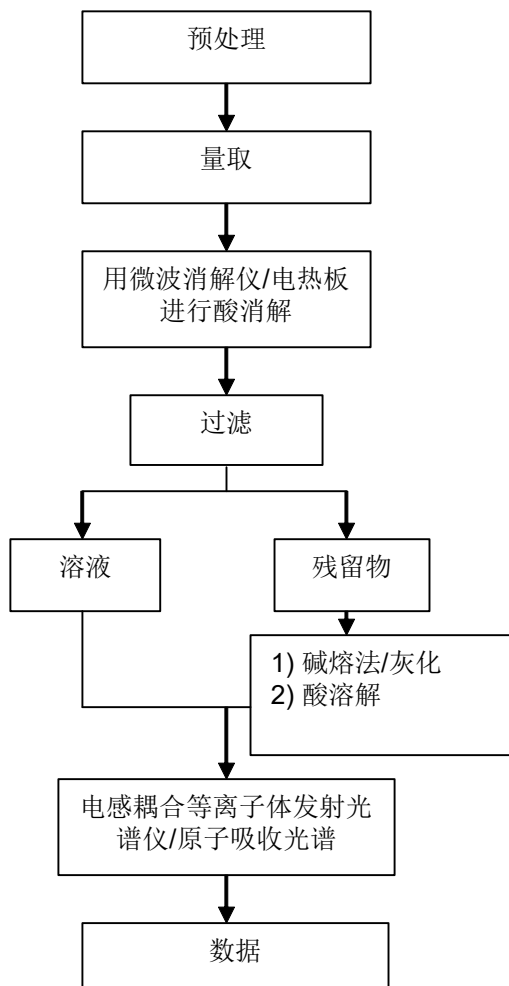 预处理
量取
用微波消解仪/电热板
进行酸消解
过滤
溶液
残留物
1) 碱熔法/灰化
2) 酸溶解
电感耦合等离子体发射光
谱仪/原子吸收光谱
数据